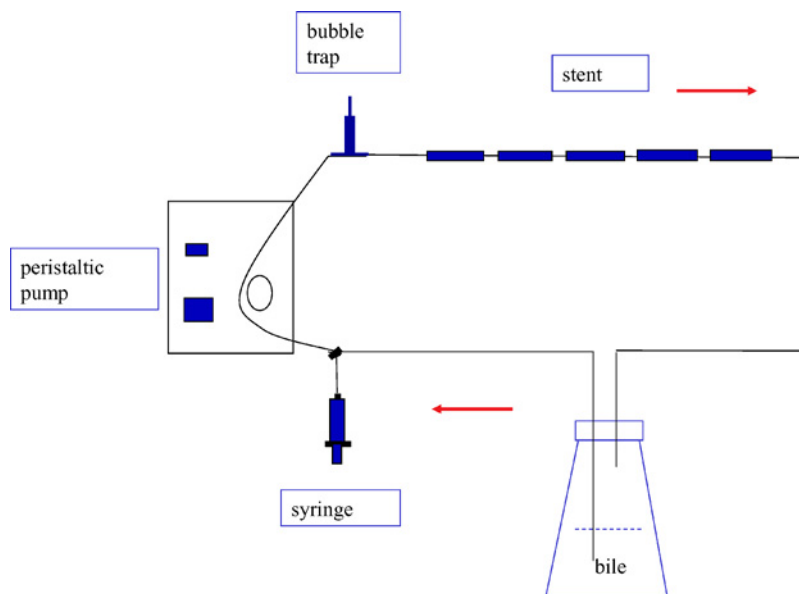 bubble
trap
stent
peristaltic
pump
syringe
bile